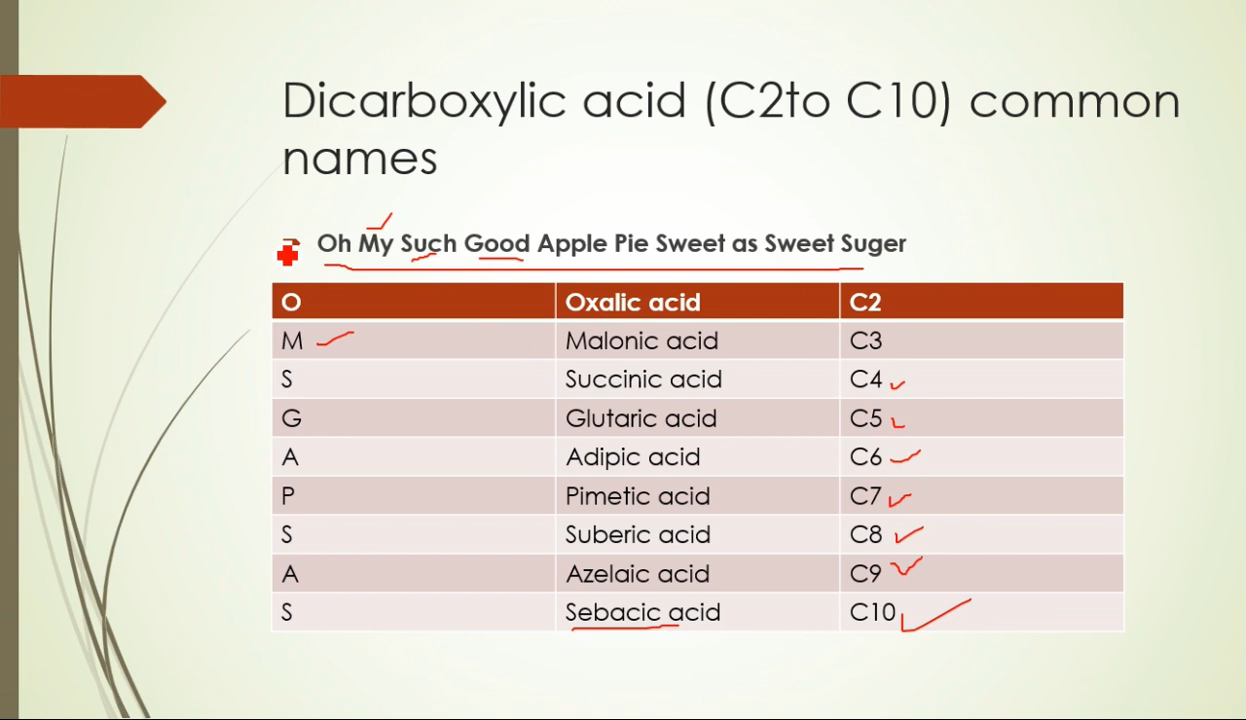 Dicarboxylic acid (C2to C10) common
names
Oh My Such Good Apple Pie Sweet as Sweet Suger
O Oxalic acid C2
M Malonic acid C3
S Succinic acid C4
G Glutaric acid C5
A Adipic acid C6
P Pimetic acid C7
S Suberic acid C8
A Azelaic acid C9
S Sebacic acid C10